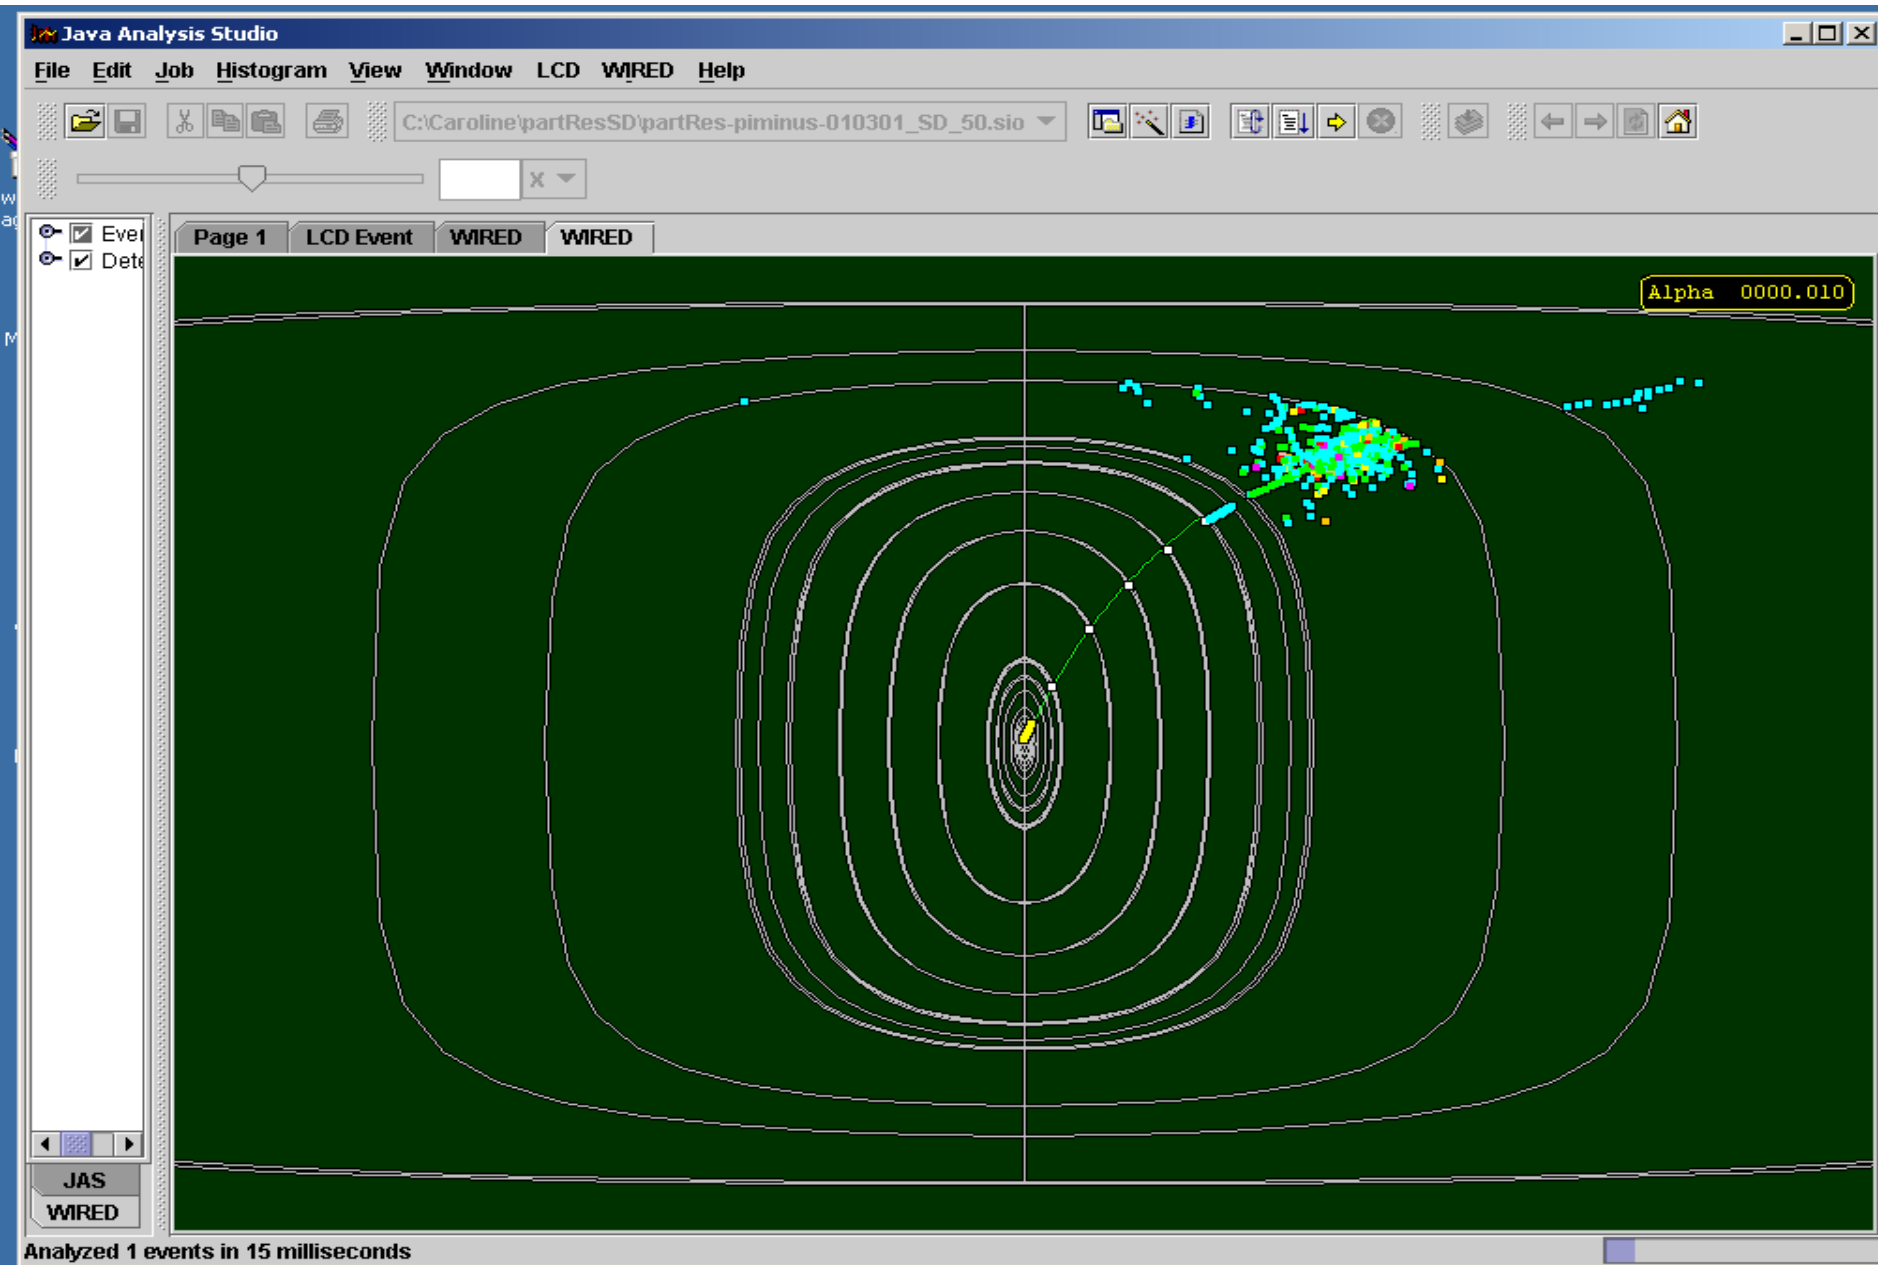 Java Analysis Studio
File Edit Job Histogram View Window LCD WIRED Help
C:\Caroline\partResSD\partRes-piminus-010301_SD_50.sio
X
Page 1 LCD Event WIRED WIRED
Ever
Dete
Alpha 0000.010
JAS
WIRED
Analyzed 1 events in 15 milliseconds